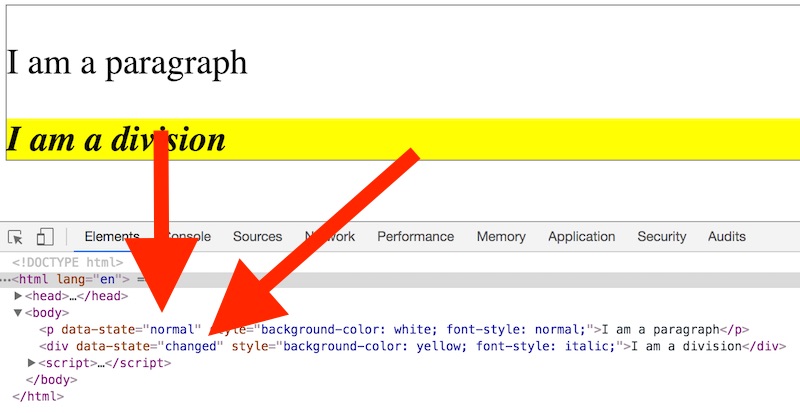 I am a paragraph
I am a division
Elements Console Sources Network Performance Memory Application Security Audits
<!DOCTYPE html>
…<html lang="en"> =
▶<head>…</head>
▼<body>
<p data-state="normal" style="background-color: white; font-style: normal;">I am a paragraph</p>
<div data-state="changed" style="background-color: yellow; font-style: italic;">I am a division</div>
▶<script>…</script>
</body>
</html>